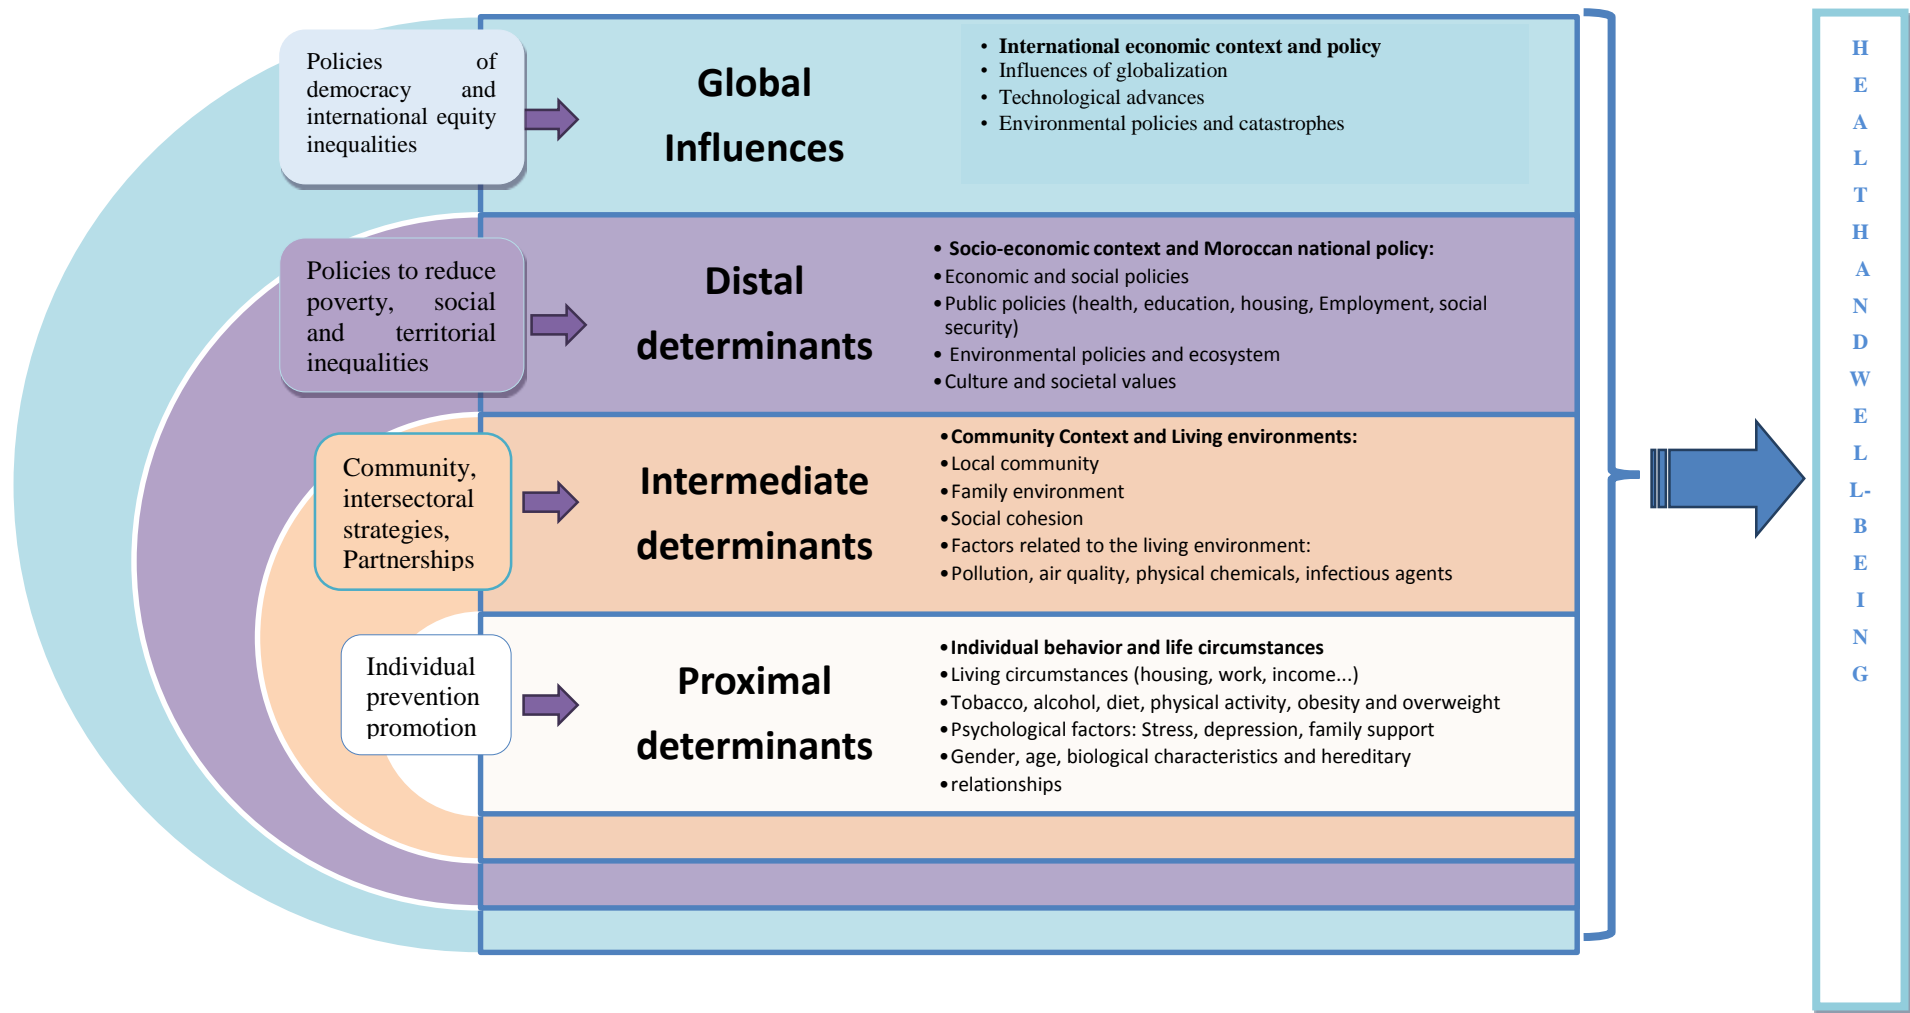 Policies of
democracy and
international equity
inequalities
Global
Influences
• International economic context and policy
• Influences of globalization
• Technological advances
• Environmental policies and catastrophes
Policies to reduce
poverty, social
and territorial
inequalities
Distal
determinants
• Socio-economic context and Moroccan national policy:
•Economic and social policies
•Public policies (health, education, housing, Employment, social
security)
• Environmental policies and ecosystem
•Culture and societal values
Community,
intersectoral
strategies,
Partnerships
Intermediate
determinants
•Community Context and Living environments:
•Local community
•Family environment
•Social cohesion
•Factors related to the living environment:
•Pollution, air quality, physical chemicals, infectious agents
Individual
prevention
promotion
Proximal
determinants
•Individual behavior and life circumstances
•Living circumstances (housing, work, income...)
•Tobacco, alcohol, diet, physical activity, obesity and overweight
•Psychological factors: Stress, depression, family support
•Gender, age, biological characteristics and hereditary
•relationships
H
E
A
L
T
H
A
N
D
W
E
L
L-
B
E
I
N
G